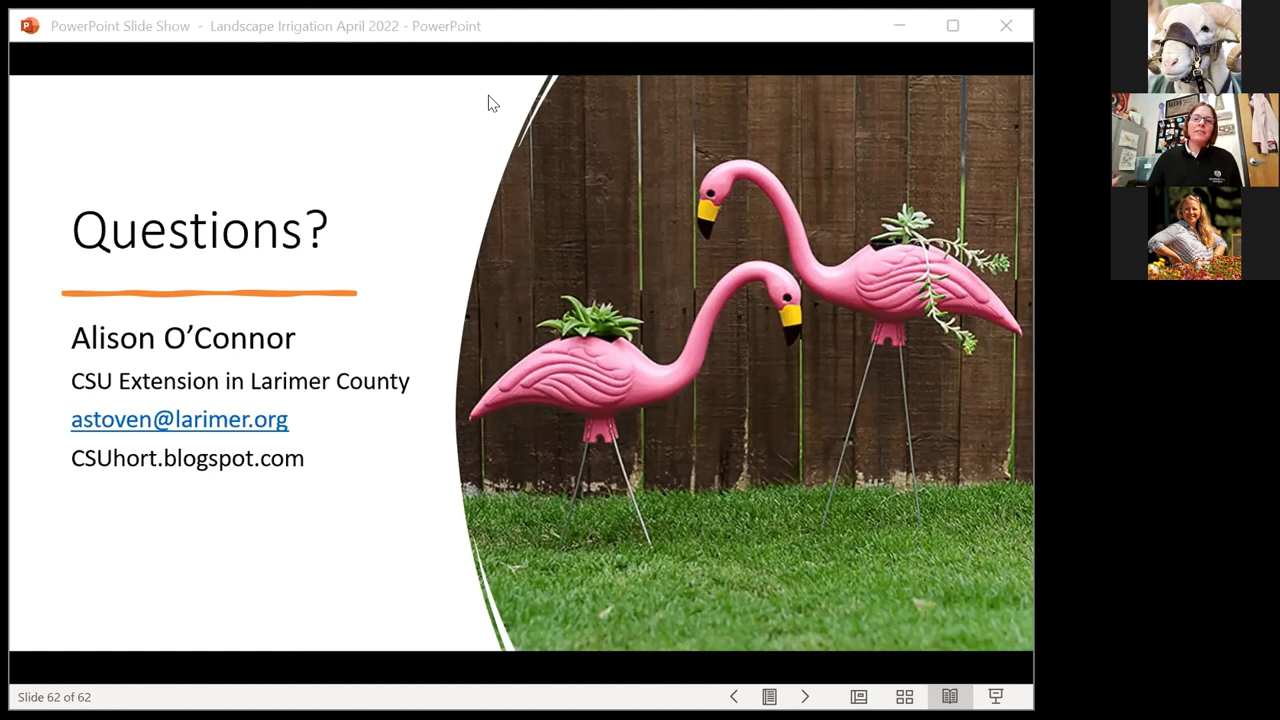 PowerPoint Slide Show - Landscape Irrigation April 2022 - PowerPoint
Questions?
Alison O’Connor
CSU Extension in Larimer County
astoven@larimer.org
CSUhort.blogspot.com
Slide 62 of 62